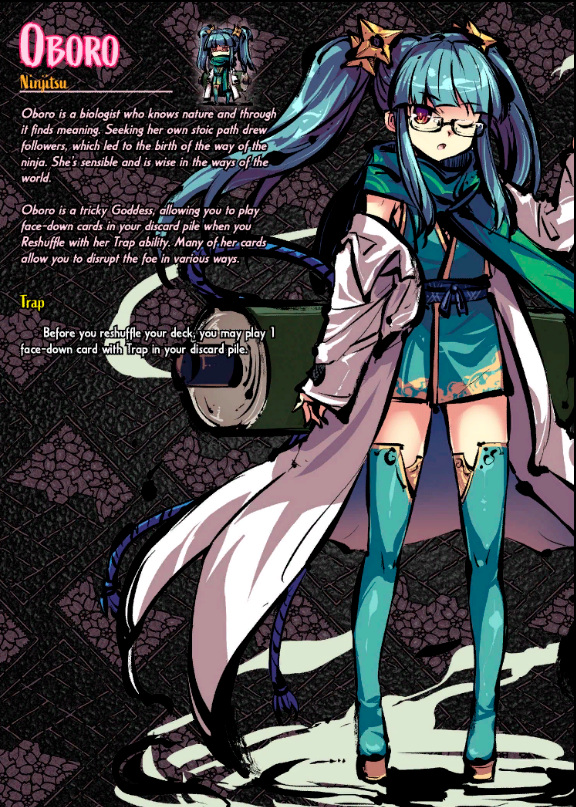 OBORO
Ninjitsu
Oboro is a biologist who knows nature and through
it finds meaning. Seeking her own stoic path drew
followers, which led to the birth of the way of the
ninja. She's sensible and is wise in the ways of the
world.
Oboro is a tricky Goddess, allowing you to play
face-down cards in your discard pile when you
Reshuffle with her Trap ability. Many of her cards
allow you to disrupt the foe in various ways.
Trap
Before you reshuffle your deck, you may play 1
face-down card with Trap in your discard pile.